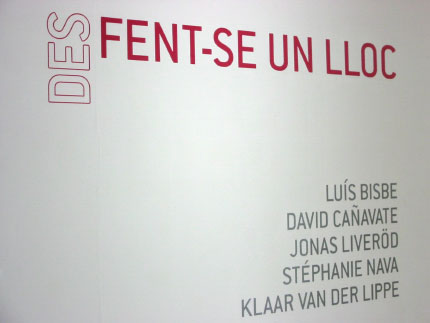 DES
FENT-SE UN LLOC
LUÍS BISBE
DAVID CAÑAVATE
JONAS LIVERÖD
STÉPHANIE NAVA
KLAAR VAN DER LIPPE